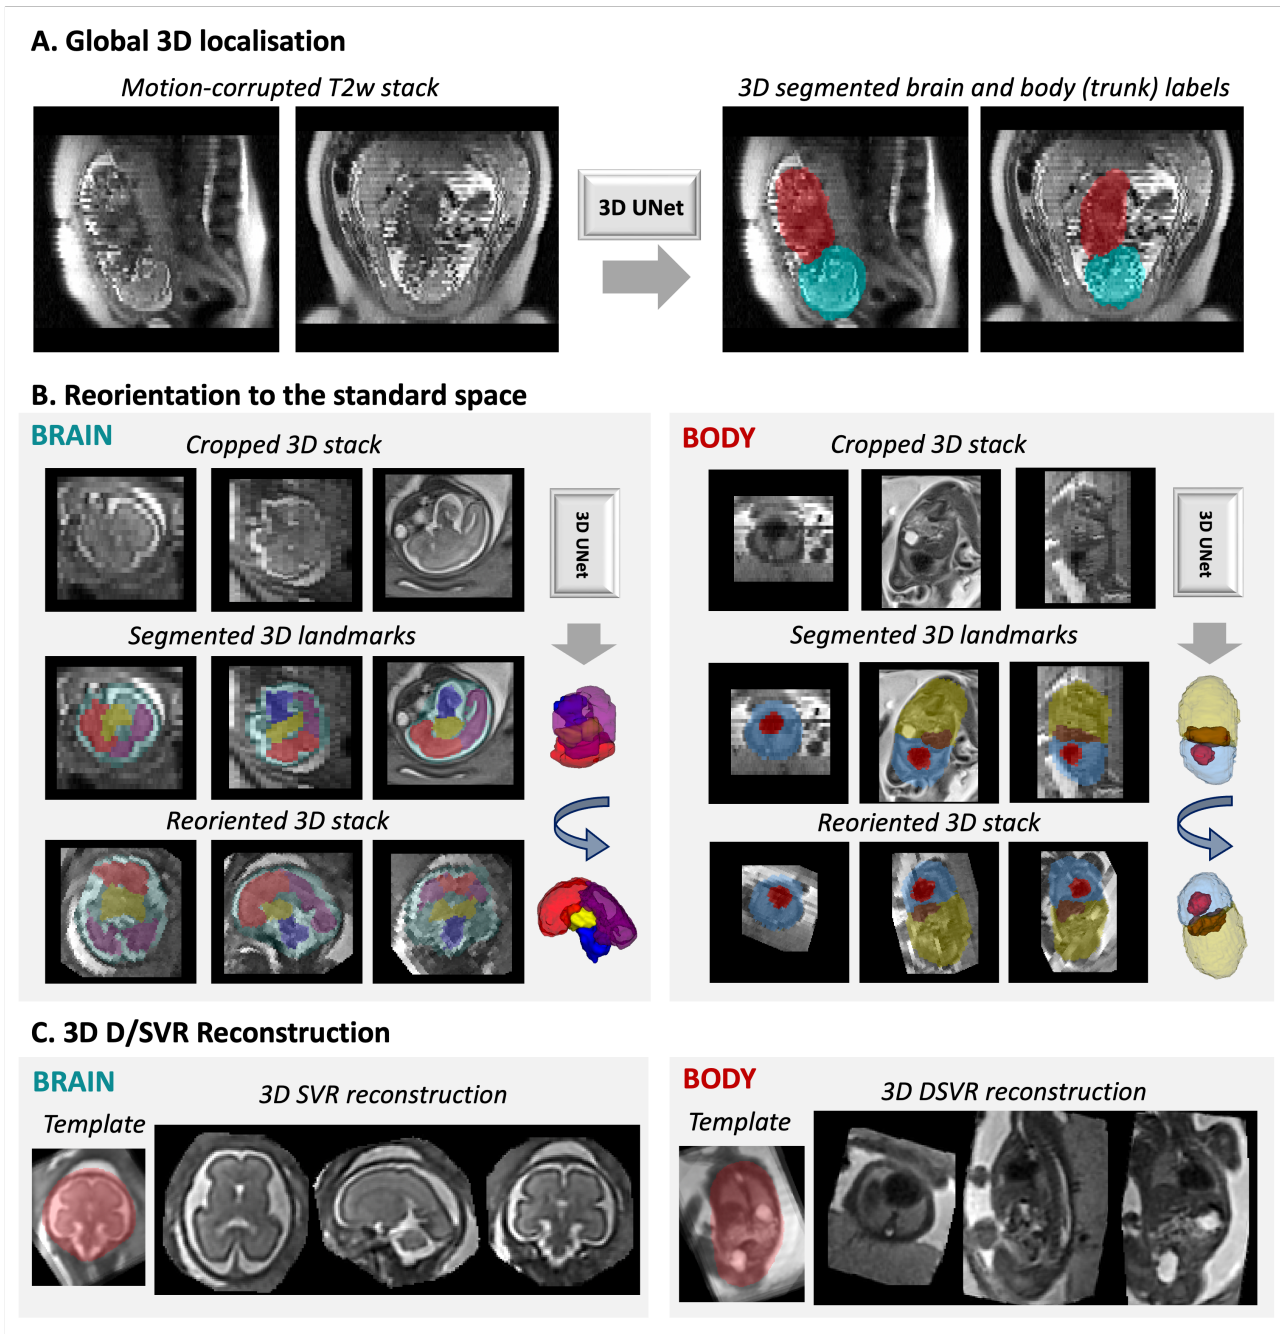 A. Global 3D localisation
Motion-corrupted T2w stack
3D segmented brain and body (trunk) labels
3D UNet
B. Reorientation to the standard space
BRAIN
Cropped 3D stack
3D UNet
Segmented 3D landmarks
Reoriented 3D stack
BODY
Cropped 3D stack
3D UNet
Segmented 3D landmarks
Reoriented 3D stack
C. 3D D/SVR Reconstruction
BRAIN
3D SVR reconstruction
Template
BODY
3D DSVR reconstruction
Template